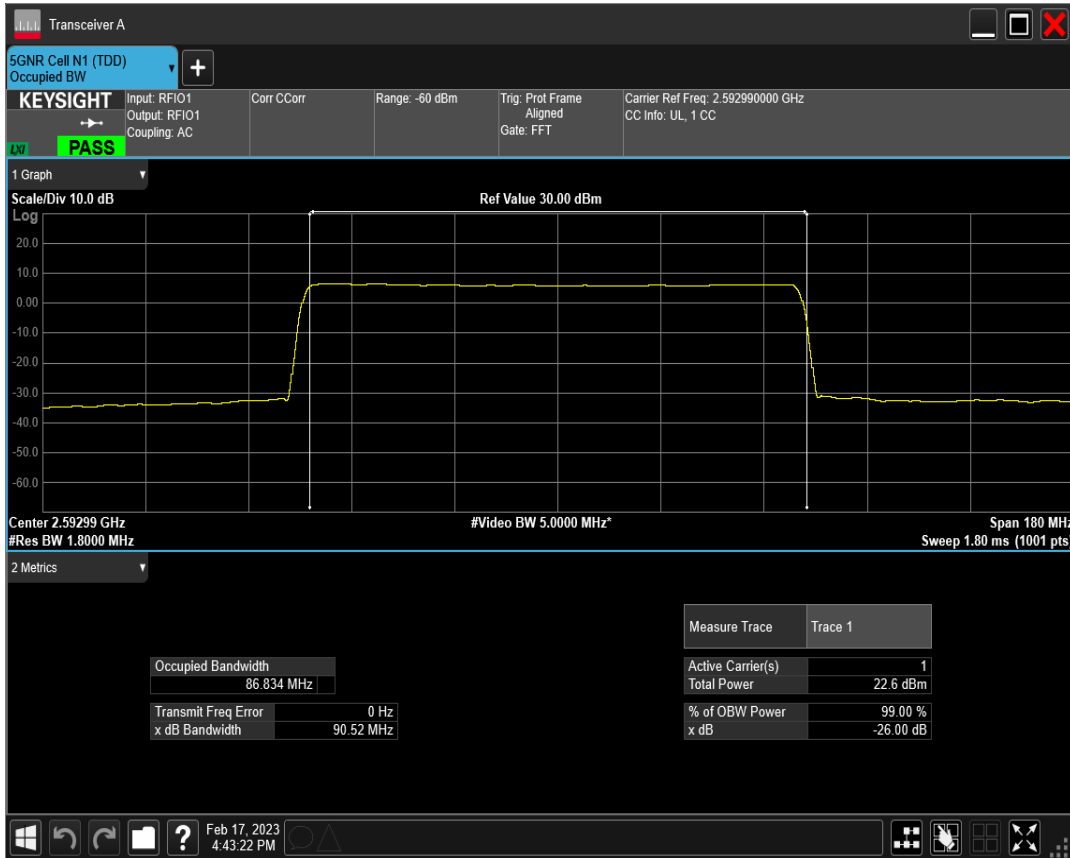 Transceiver A
5GNR Cell N1 (TDD)
Occupied BW
+
KEYSIGHT
LXI
PASS
Input: RFIO1
Output: RFIO1
Coupling: AC
Corr CCorr
Range: -60 dBm
Trig: Prot Frame
Aligned
Gate: FFT
Carrier Ref Freq: 2.592990000 GHz
CC Info: UL, 1 CC
1 Graph
Scale/Div 10.0 dB
Ref Value 30.00 dBm
Log
20.0
10.0
0.00
-10.0
-20.0
-30.0
-40.0
-50.0
-60.0
Center 2.59299 GHz
#Video BW 5.0000 MHz*
Span 180 MHz
#Res BW 1.8000 MHz
Sweep 1.80 ms (1001 pts)
2 Metrics
Measure Trace Trace 1
Occupied Bandwidth
86.834 MHz
Active Carrier(s) 1
Total Power 22.6 dBm
Transmit Freq Error 0 Hz
x dB Bandwidth 90.52 MHz
% of OBW Power 99.00 %
x dB -26.00 dB
?
Feb 17, 2023
4:43:22 PM